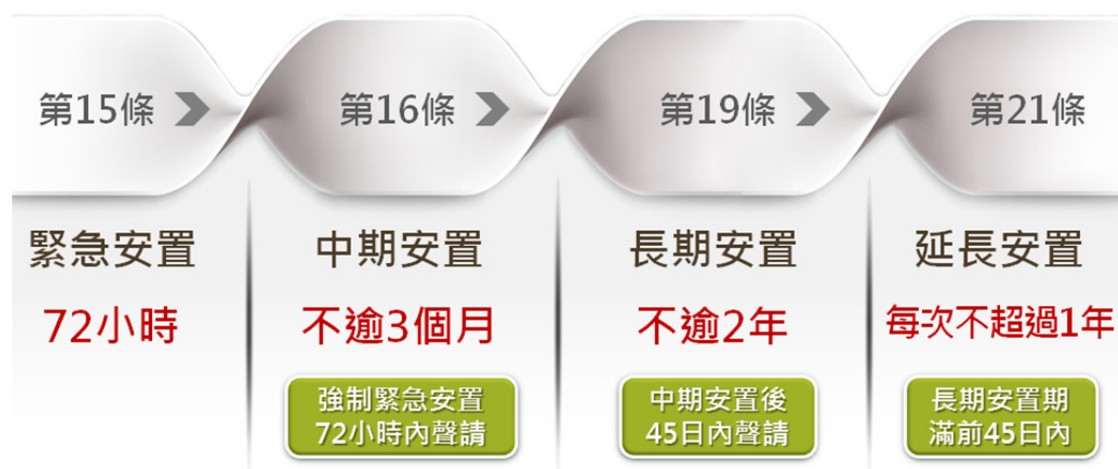 第15條
第16條
第19條
第21條
緊急安置
中期安置
長期安置
延長安置
72小時
不逾3個月
不逾2年
每次不超過1年
強制緊急安置
72小時內聲請
中期安置後
45日內聲請
長期安置期
滿前45日內